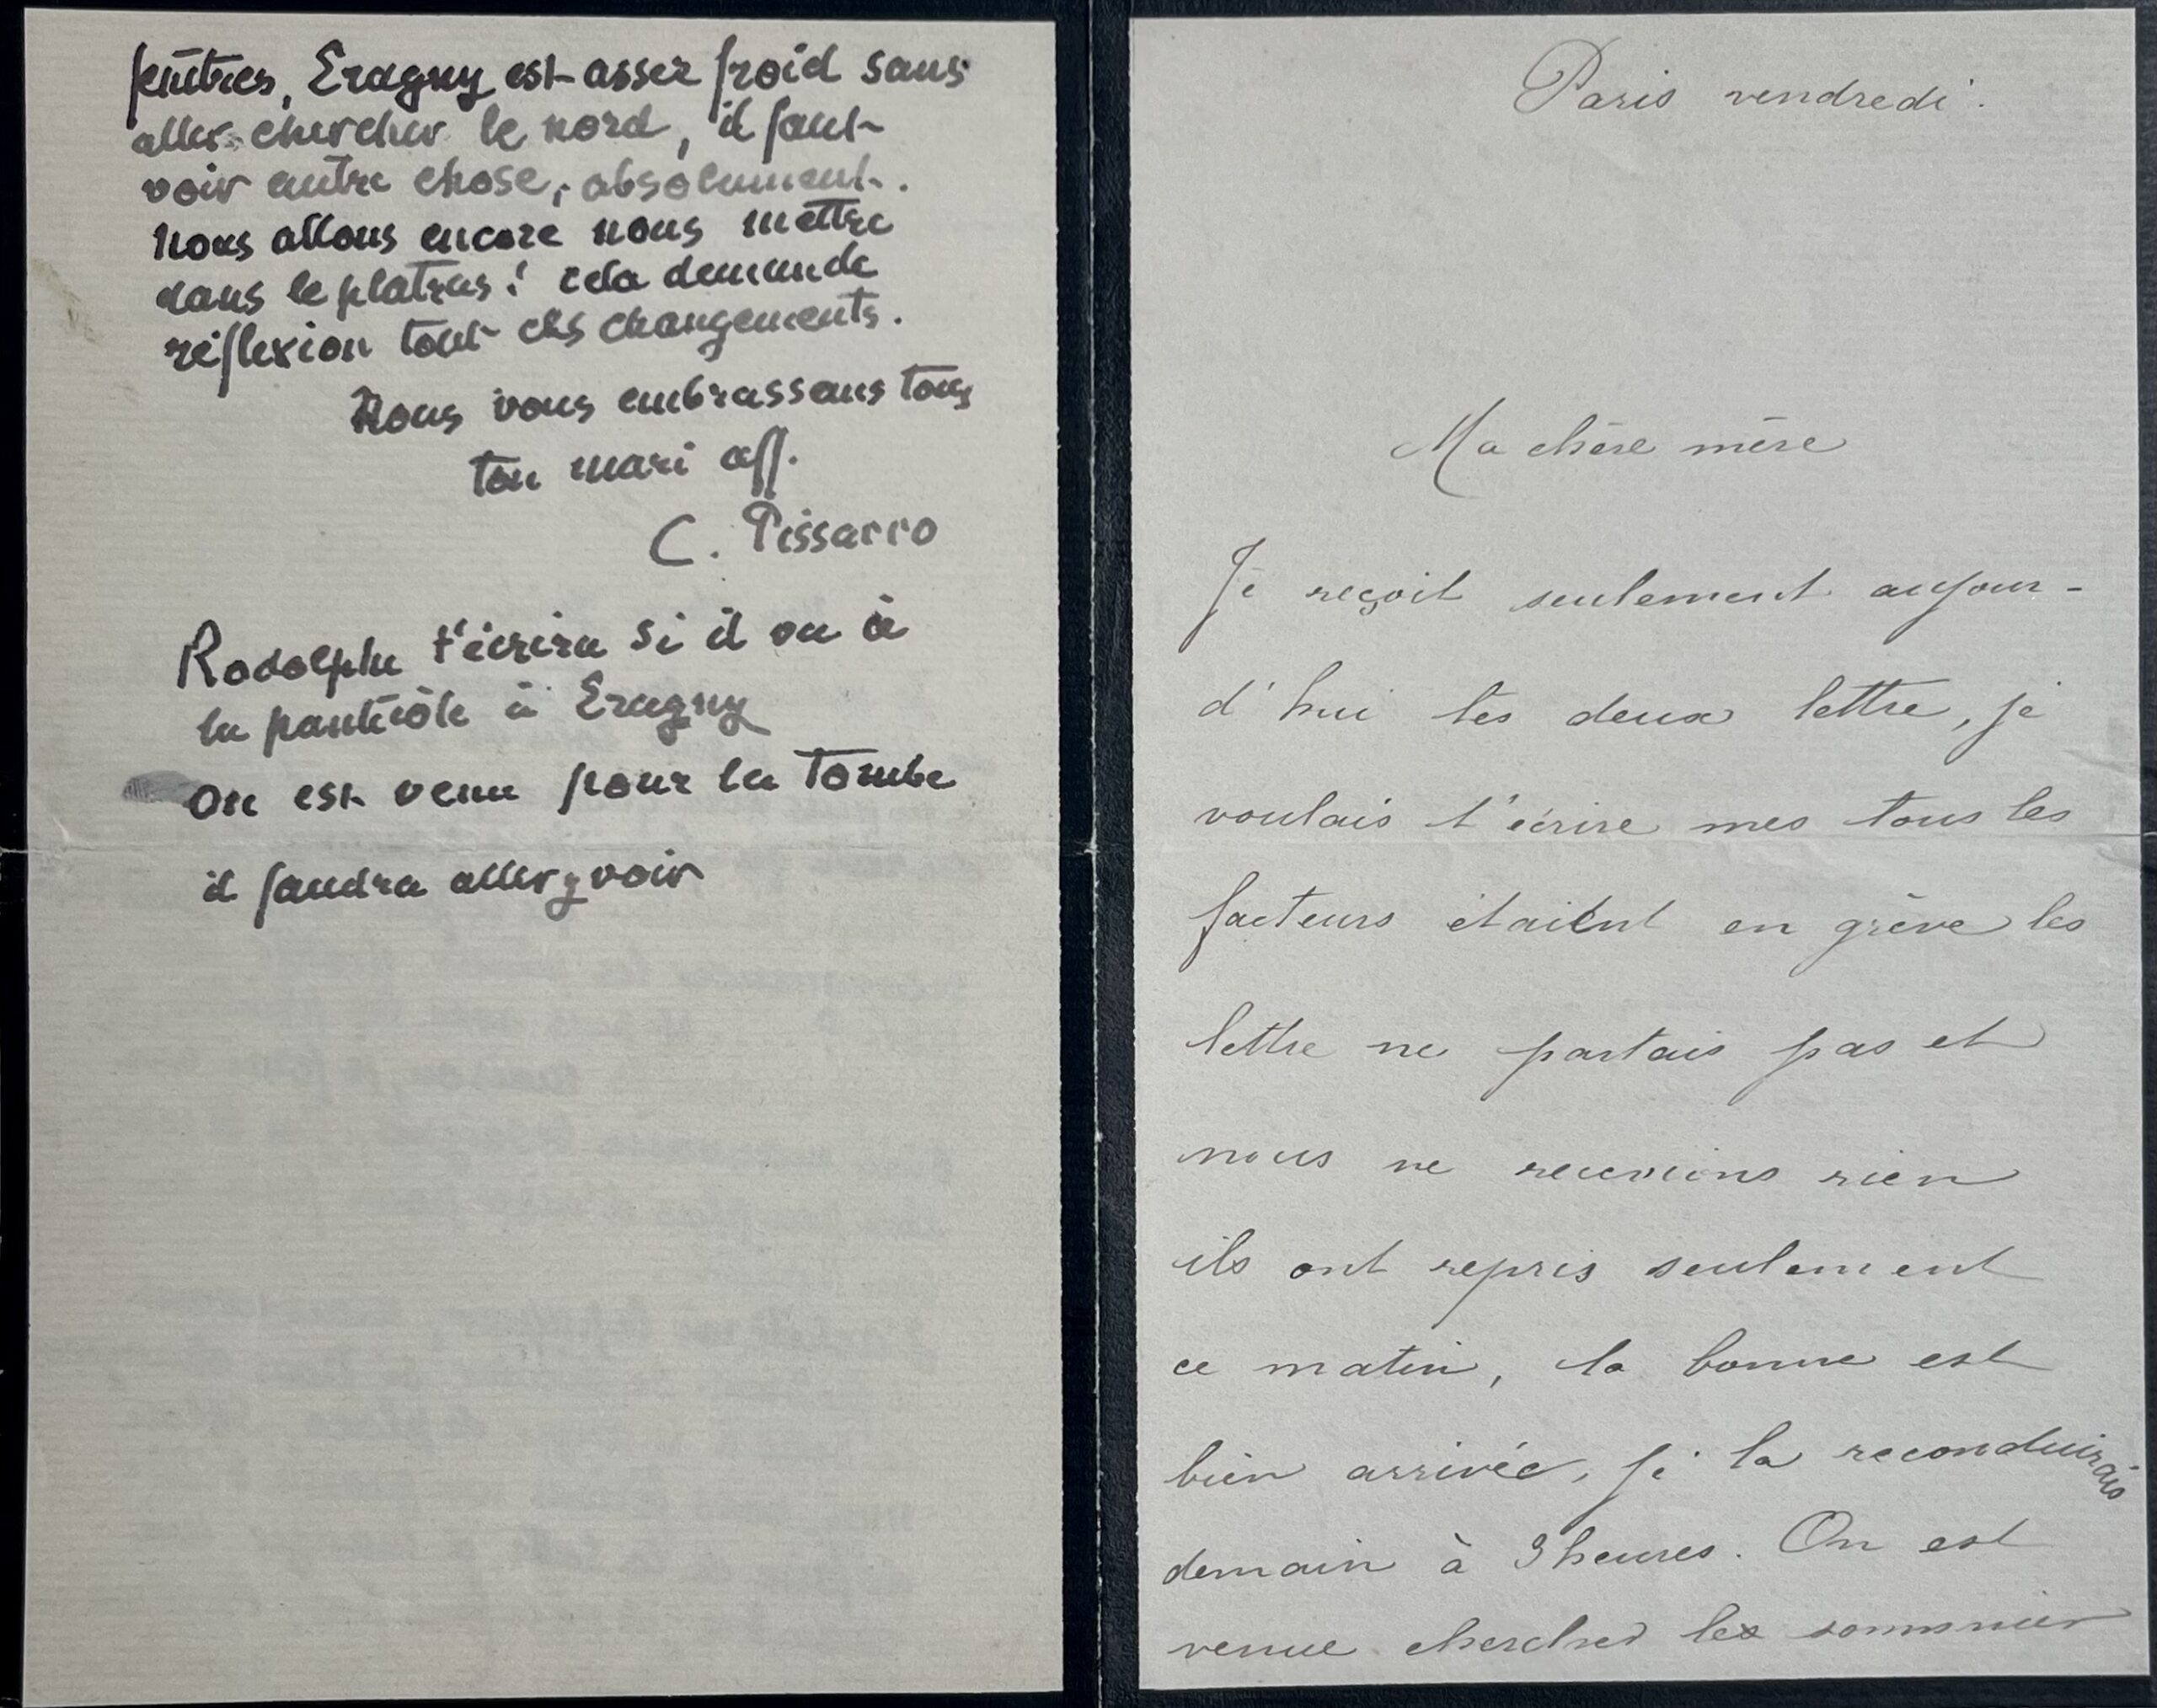 fenêtres, Eragny est assez froid sans
aller chercher le nord, il faut
voir autre chose, absolument.
Nous allons encore nous mettre
dans le platras! cela demande
réflexion tout ces changements.
Nous vous embrassons tous
ton mari aff.
C. Pissarro
Rodolphe t'écrira si il va à
la pantiôle à Eragny
On est venu pour la tombe
il faudra aller y voir
Paris vendredi.
Ma chère mère
Je reçoit seulement aujour-
d'hui tes deux lettre, je
voulais t'écrire mes tous les
facteurs étaient en grève les
lettre ne partais pas et
nous ne recevions rien
ils ont repris seulement
ce matin, la bonne est
bien arrivée, je la reconduirais
demain à 9 heures. On est
venue chercher les sommier